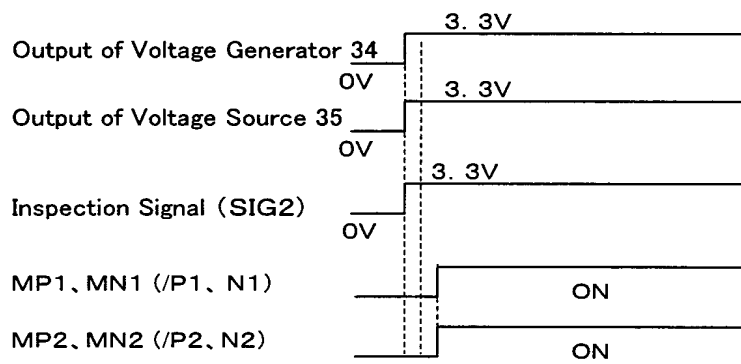 3. 3V
Output of Voltage Generator 34
0V
3. 3V
Output of Voltage Source 35
0V
3. 3V
Inspection Signal (SIG2)
0V
MP1、MN1 (/P1、N1)
ON
MP2、MN2 (/P2、N2)
ON